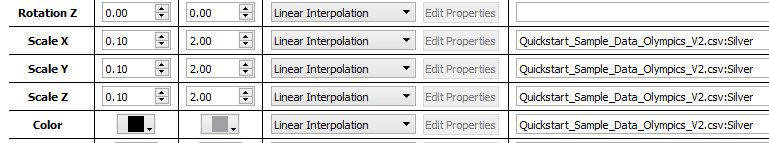 Rotation Z 0.00 0.00 Linear Interpolation Edit Properties
Scale X 0.10 2.00 Linear Interpolation Edit Properties Quickstart_Sample_Data_Olympics_V2.csv:Silver
Scale Y 0.10 2.00 Linear Interpolation Edit Properties Quickstart_Sample_Data_Olympics_V2.csv:Silver
Scale Z 0.10 2.00 Linear Interpolation Edit Properties Quickstart_Sample_Data_Olympics_V2.csv:Silver
Color Linear Interpolation Edit Properties Quickstart_Sample_Data_Olympics_V2.csv:Silver